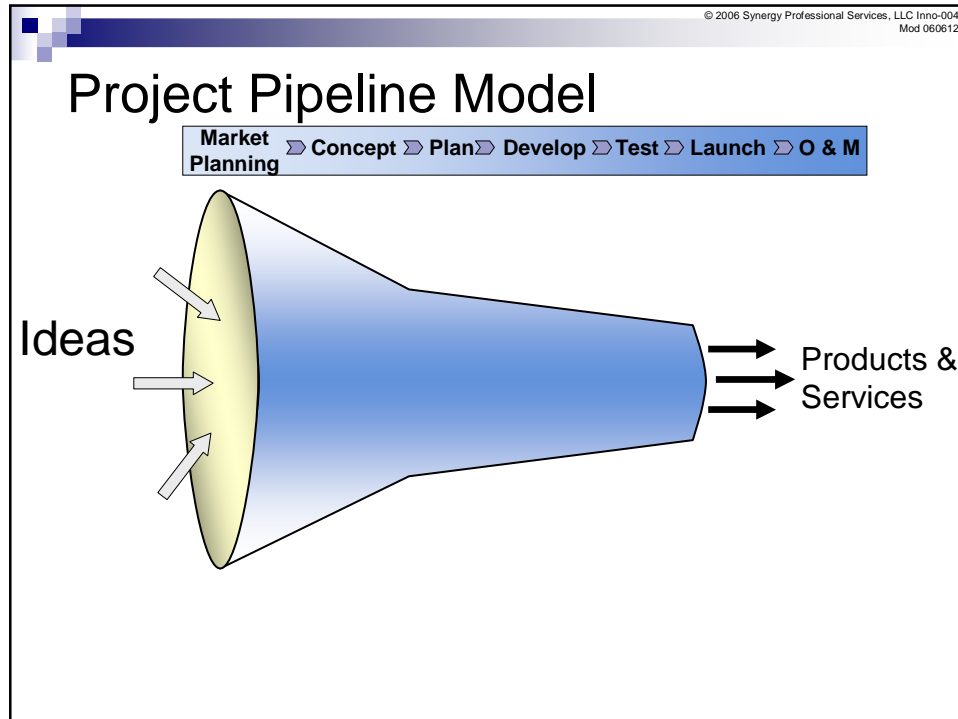 © 2006 Synergy Professional Services, LLC Inno-004
Mod 060612
Project Pipeline Model
Market Planning Concept Plan Develop Test Launch O & M
Ideas
Products &
Services